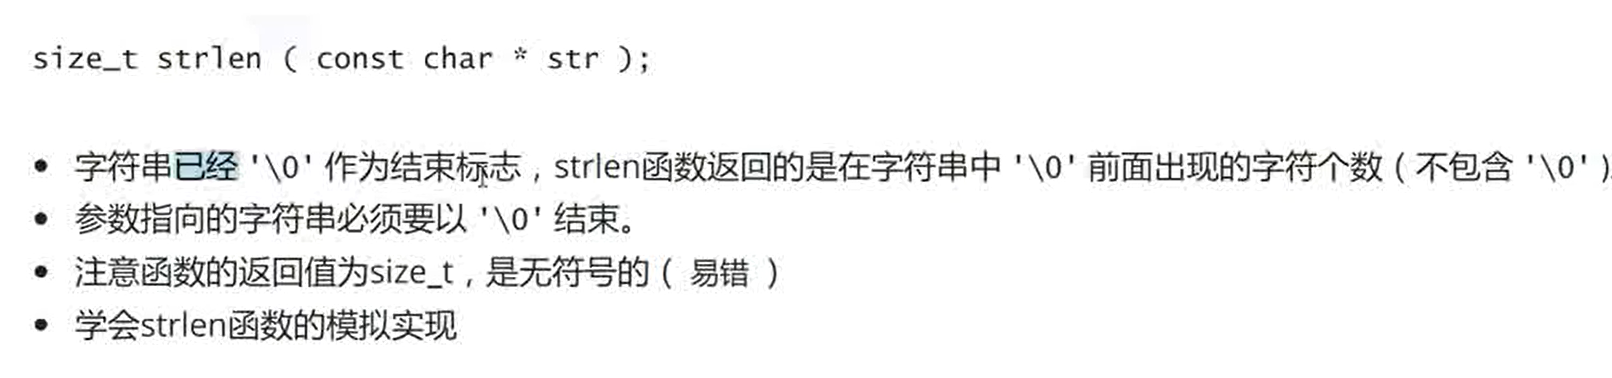 size_t strlen ( const char * str );
• 字符串已经 '\0' 作为结束标志，strlen函数返回的是在字符串中 '\0' 前面出现的字符个数 ( 不包含 '\0' )
• 参数指向的字符串必须要以 '\0' 结束。
• 注意函数的返回值为size_t，是无符号的 ( 易错 )
• 学会strlen函数的模拟实现